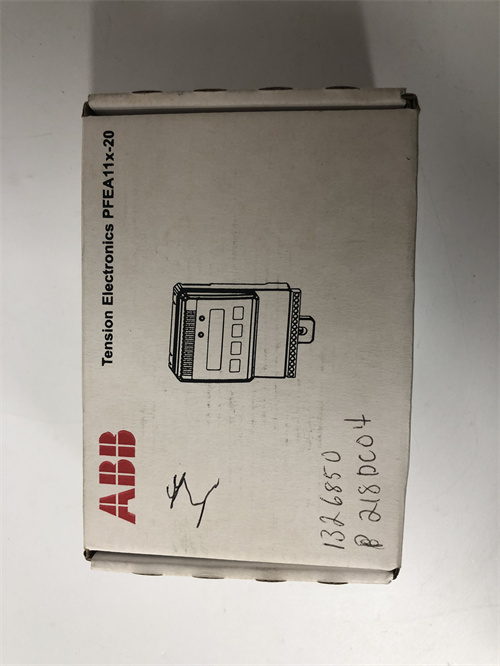 Tension Electronics PFEA11x-20
ABB
1326850
B 218DC04